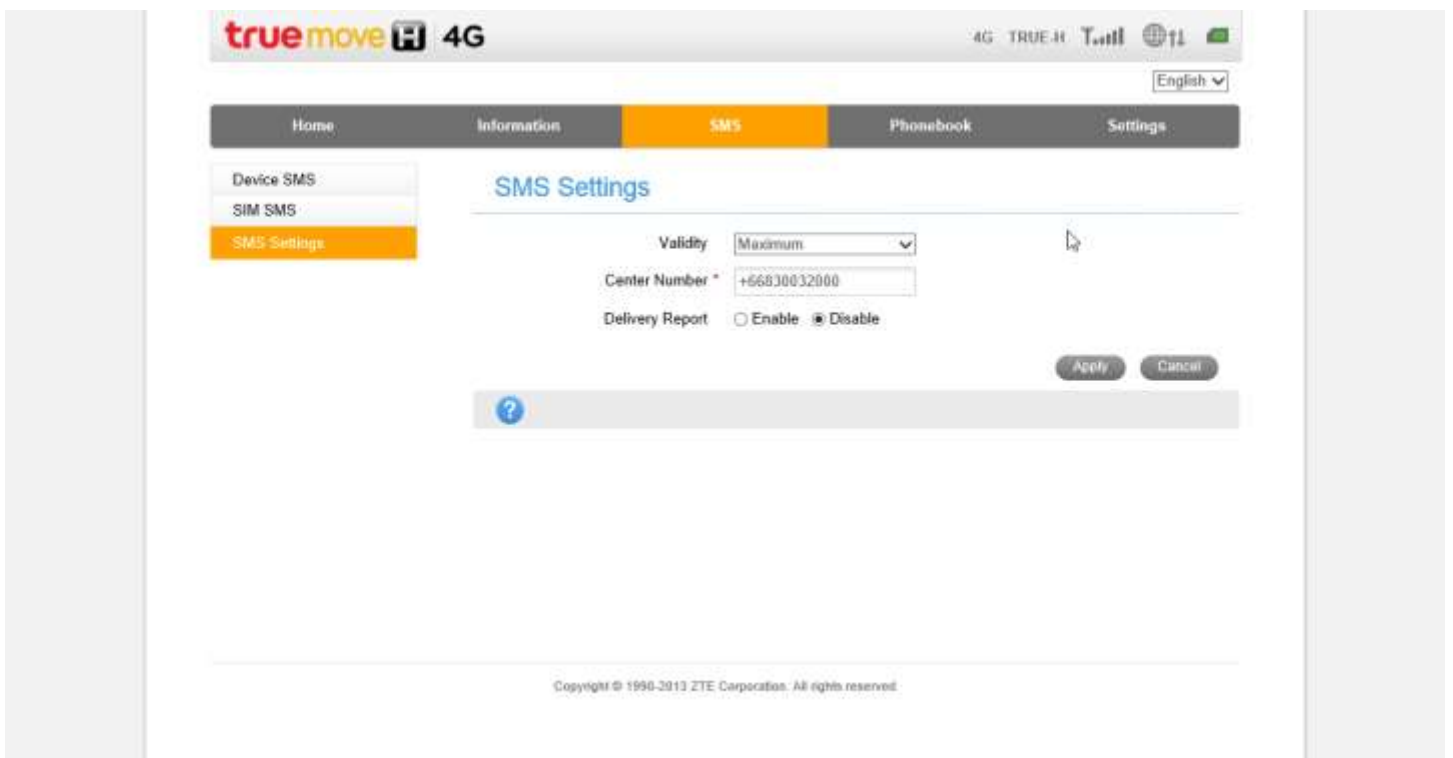 truemove H 4G
4G TRUE-H
English
Home Information SMS Phonebook Settings
Device SMS
SIM SMS
SMS Settings
SMS Settings
Validity Maximum
Center Number * +66830032000
Delivery Report Enable Disable
Apply Cancel
?
Copyright © 1998-2013 ZTE Corporation. All rights reserved